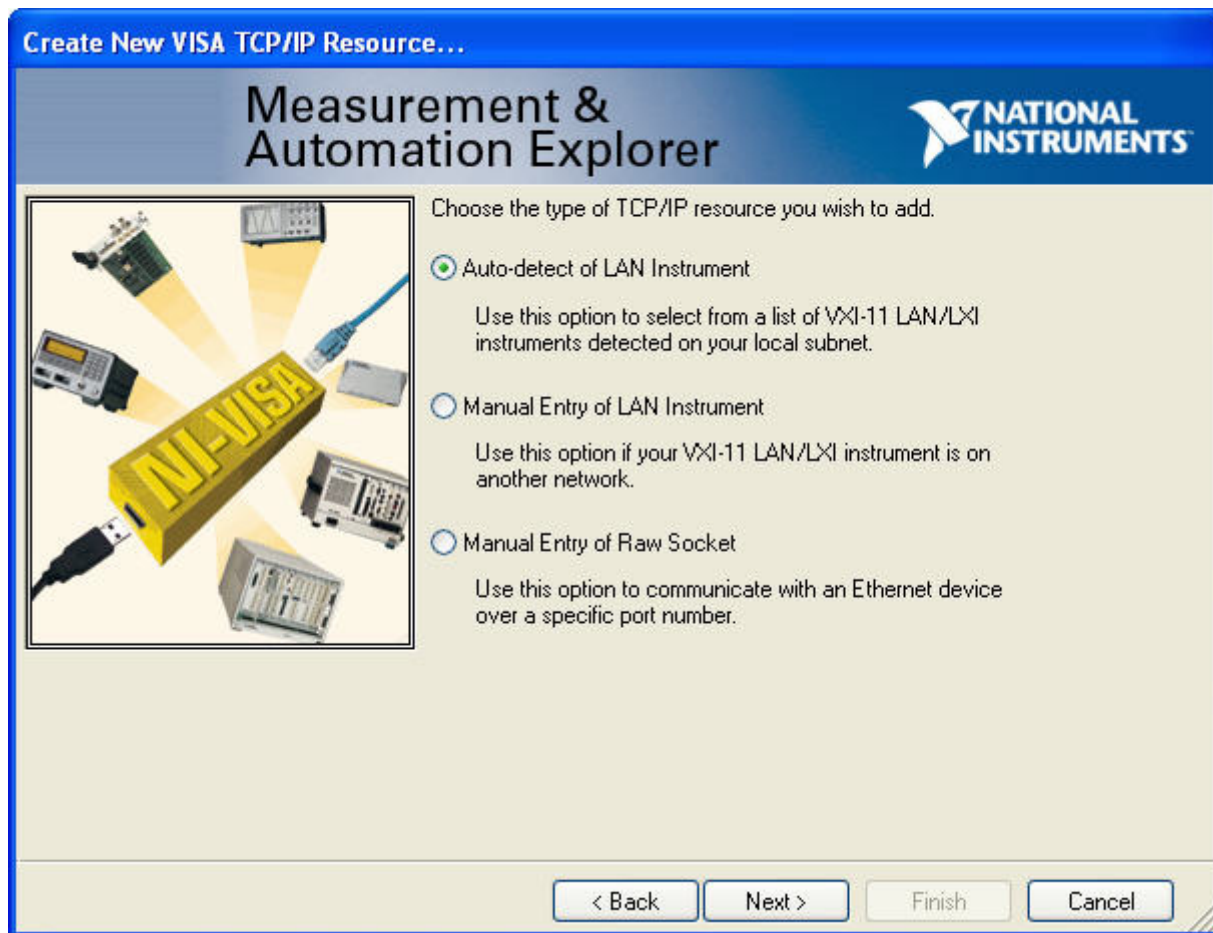 Create New VISA TCP/IP Resource...
Measurement &
Automation Explorer
NATIONAL
INSTRUMENTS
NI-VISA
Choose the type of TCP/IP resource you wish to add.
Auto-detect of LAN Instrument
Use this option to select from a list of VXI-11 LAN/LXI
instruments detected on your local subnet.
Manual Entry of LAN Instrument
Use this option if your VXI-11 LAN/LXI instrument is on
another network.
Manual Entry of Raw Socket
Use this option to communicate with an Ethernet device
over a specific port number.
< Back
Next >
Finish
Cancel